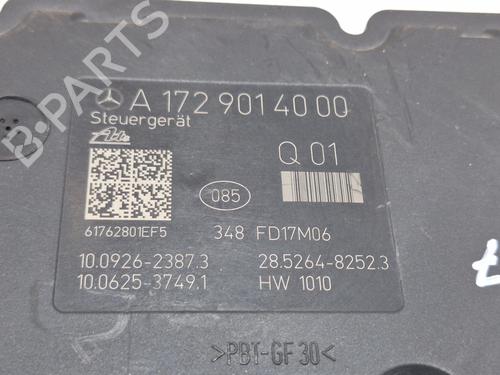 B-PARTS
A 172 901 40 00
Steuergerät
Ate
Q 01
085
61762801EF5
348 FD17M06
10.0926-2387.3
28.5264-8252.3
10.0625-3749.1
HW 1010
>PBT-GF30<